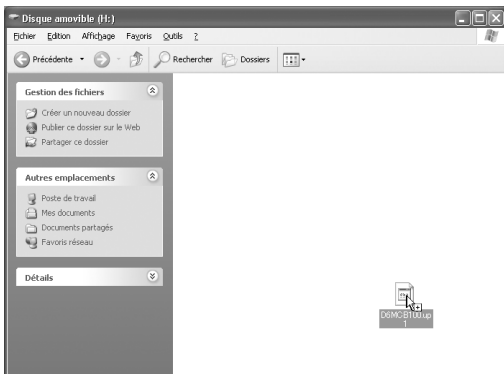 Disque amovible (H:)
Fichier Edition Affichage Favoris Outils ?
Précédente Rechercher Dossiers
Gestion des fichiers
Créer un nouveau dossier
Publier ce dossier sur le Web
Partager ce dossier
Autres emplacements
Poste de travail
Mes documents
Documents partagés
Favoris réseau
Détails
DSMCB100.up
1